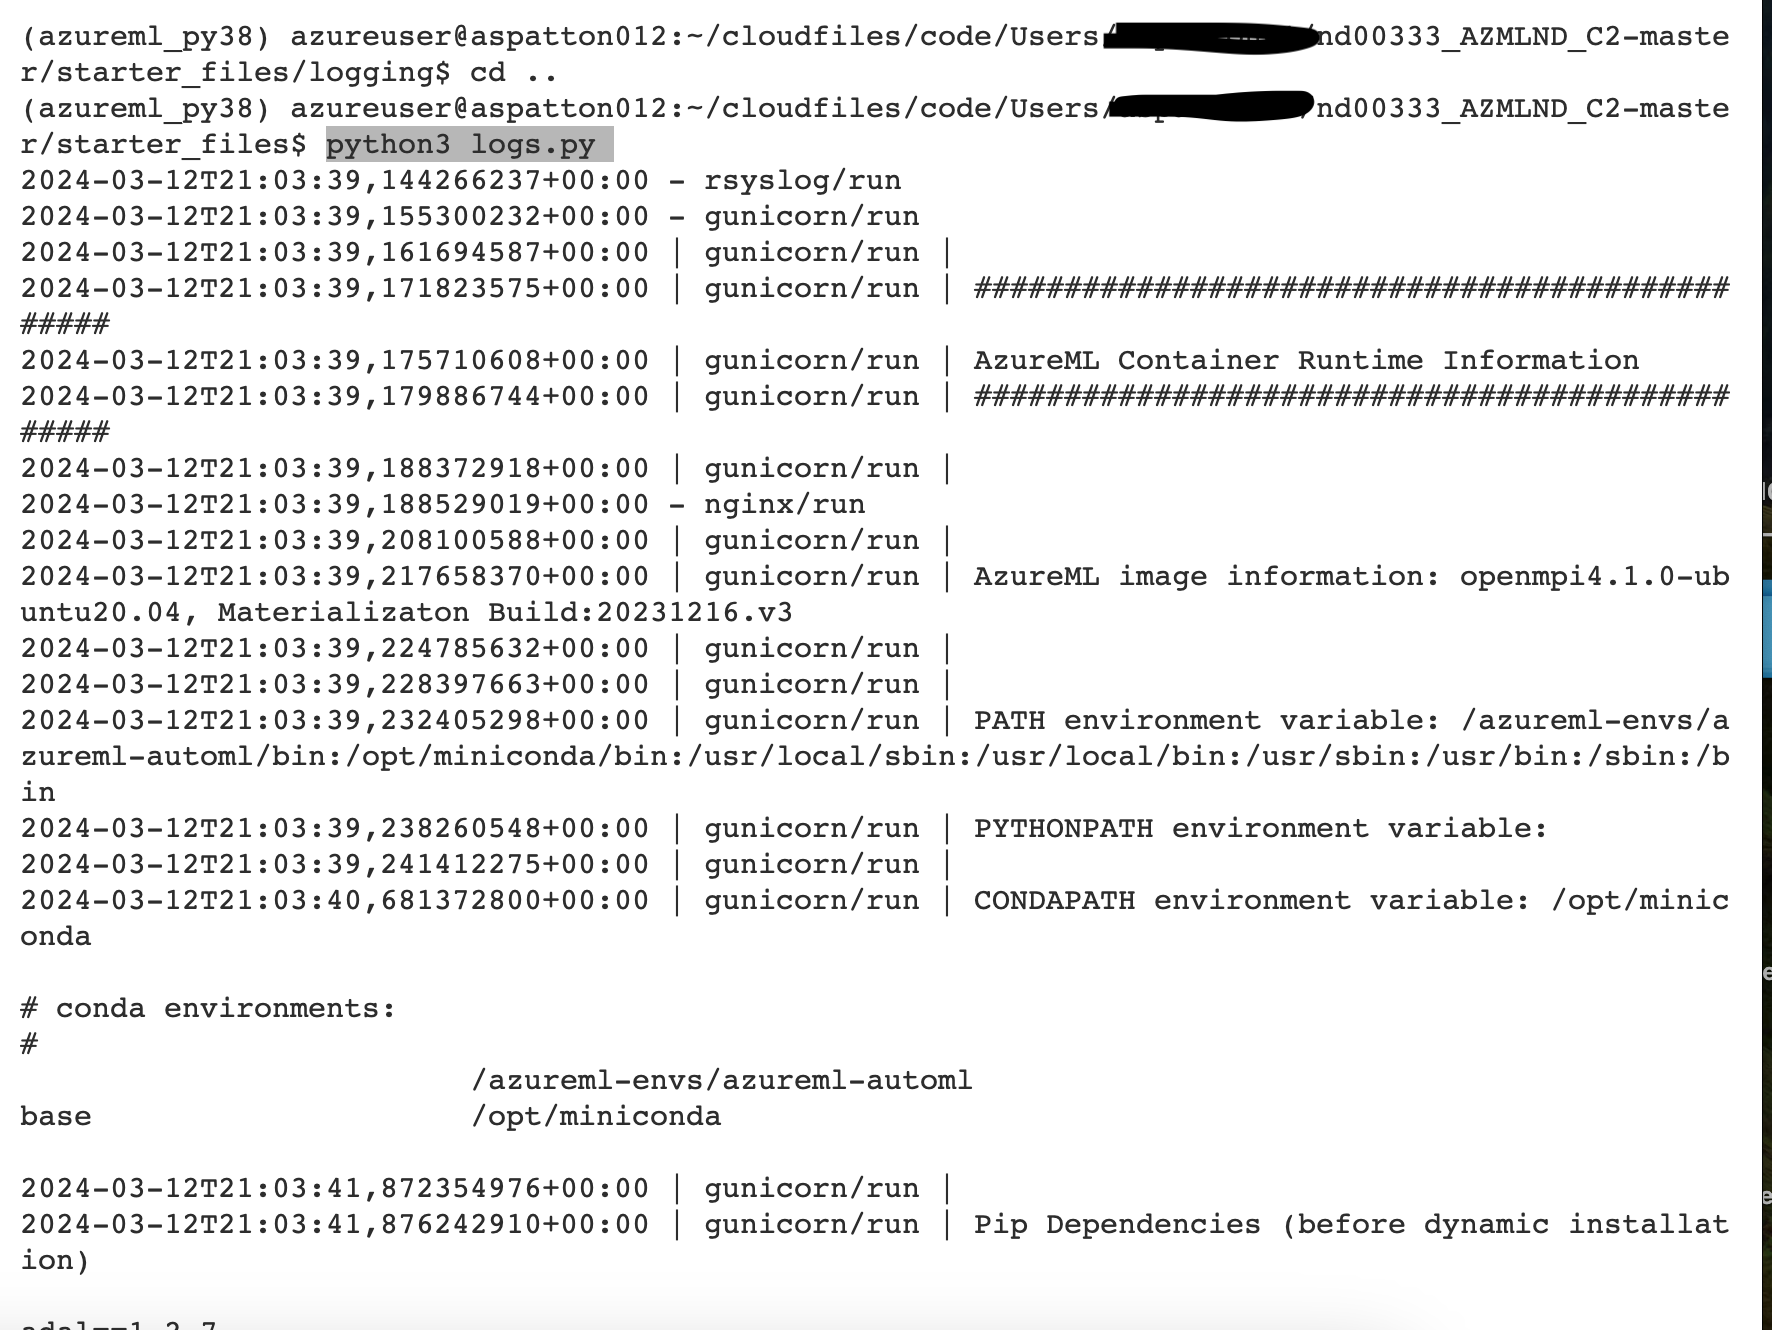 (azureml_py38) azureuser@aspatton012:~/cloudfiles/code/Users nd00333_AZMLND_C2-maste
r/starter_files/logging$ cd ..
(azureml_py38) azureuser@aspatton012:~/cloudfiles/code/Users/ nd00333_AZMLND_C2-maste
r/starter_files$ python3 logs.py
2024-03-12T21:03:39,144266237+00:00 - rsyslog/run
2024-03-12T21:03:39,155300232+00:00 - gunicorn/run
2024-03-12T21:03:39,161694587+00:00 | gunicorn/run |
2024-03-12T21:03:39,171823575+00:00 | gunicorn/run | ##########################################
#####
2024-03-12T21:03:39,175710608+00:00 | gunicorn/run | AzureML Container Runtime Information
2024-03-12T21:03:39,179886744+00:00 | gunicorn/run | ##########################################
#####
2024-03-12T21:03:39,188372918+00:00 | gunicorn/run |
2024-03-12T21:03:39,188529019+00:00 - nginx/run
2024-03-12T21:03:39,208100588+00:00 | gunicorn/run |
2024-03-12T21:03:39,217658370+00:00 | gunicorn/run | AzureML image information: openmpi4.1.0-ub
untu20.04, Materializaton Build:20231216.v3
2024-03-12T21:03:39,224785632+00:00 | gunicorn/run |
2024-03-12T21:03:39,228397663+00:00 | gunicorn/run |
2024-03-12T21:03:39,232405298+00:00 | gunicorn/run | PATH environment variable: /azureml-envs/a
zureml-automl/bin:/opt/miniconda/bin:/usr/local/sbin:/usr/local/bin:/usr/sbin:/usr/bin:/sbin:/b
in
2024-03-12T21:03:39,238260548+00:00 | gunicorn/run | PYTHONPATH environment variable:
2024-03-12T21:03:39,241412275+00:00 | gunicorn/run |
2024-03-12T21:03:40,681372800+00:00 | gunicorn/run | CONDAPATH environment variable: /opt/minic
onda
# conda environments:
#
/azureml-envs/azureml-automl
base /opt/miniconda
2024-03-12T21:03:41,872354976+00:00 | gunicorn/run |
2024-03-12T21:03:41,876242910+00:00 | gunicorn/run | Pip Dependencies (before dynamic installat
ion)